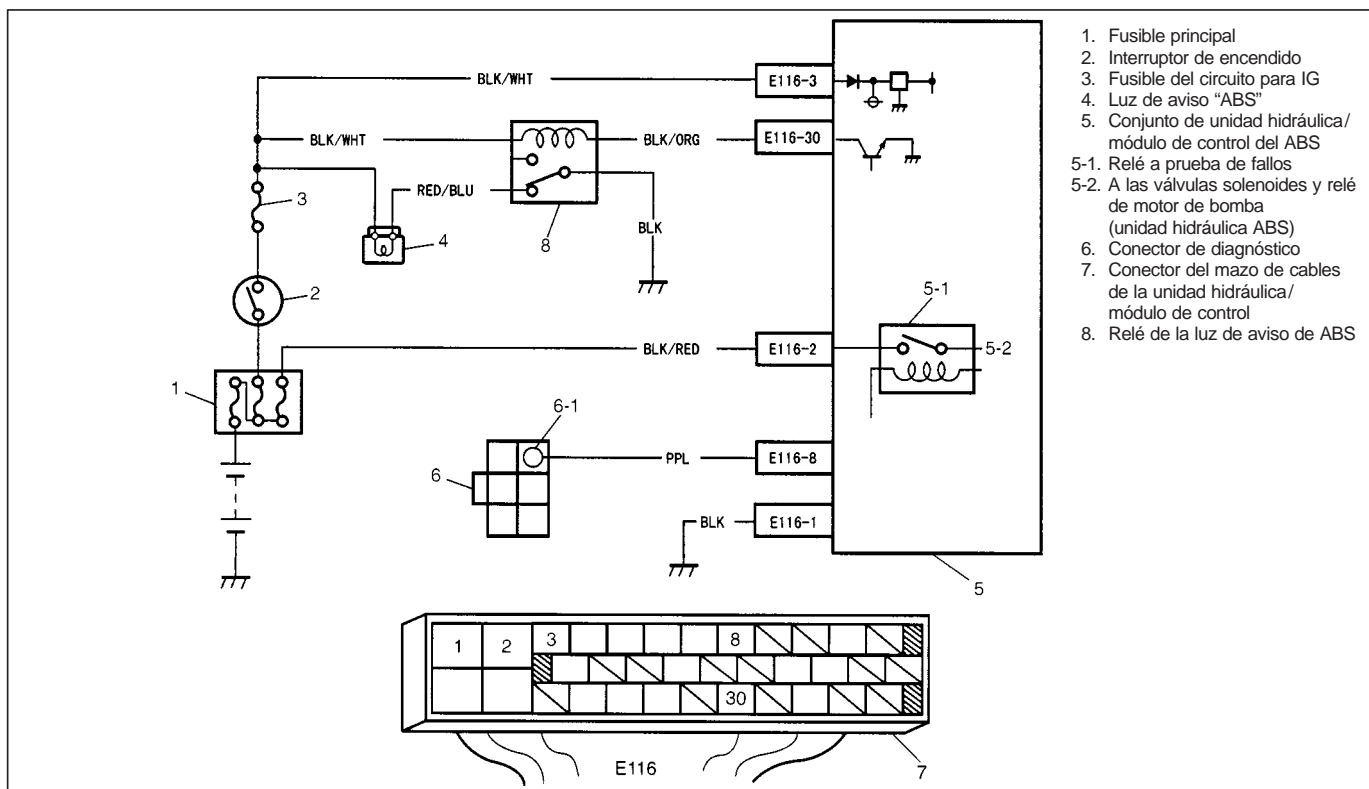 BLK/WHT
E116-3
BLK/WHT
BLK/ORG
E116-30
3
RED/BLU
4
8
BLK
2
5-1
BLK/RED
E116-2
5-2
1
6-1
6
PPL
E116-8
BLK
E116-1
5
1
2
3
8
30
E116
7
1. Fusible principal
2. Interruptor de encendido
3. Fusible del circuito para IG
4. Luz de aviso “ABS”
5. Conjunto de unidad hidráulica/
módulo de control del ABS
5-1. Relé a prueba de fallos
5-2. A las válvulas solenoides y relé
de motor de bomba
(unidad hidráulica ABS)
6. Conector de diagnóstico
7. Conector del mazo de cables
de la unidad hidráulica/
módulo de control
8. Relé de la luz de aviso de ABS